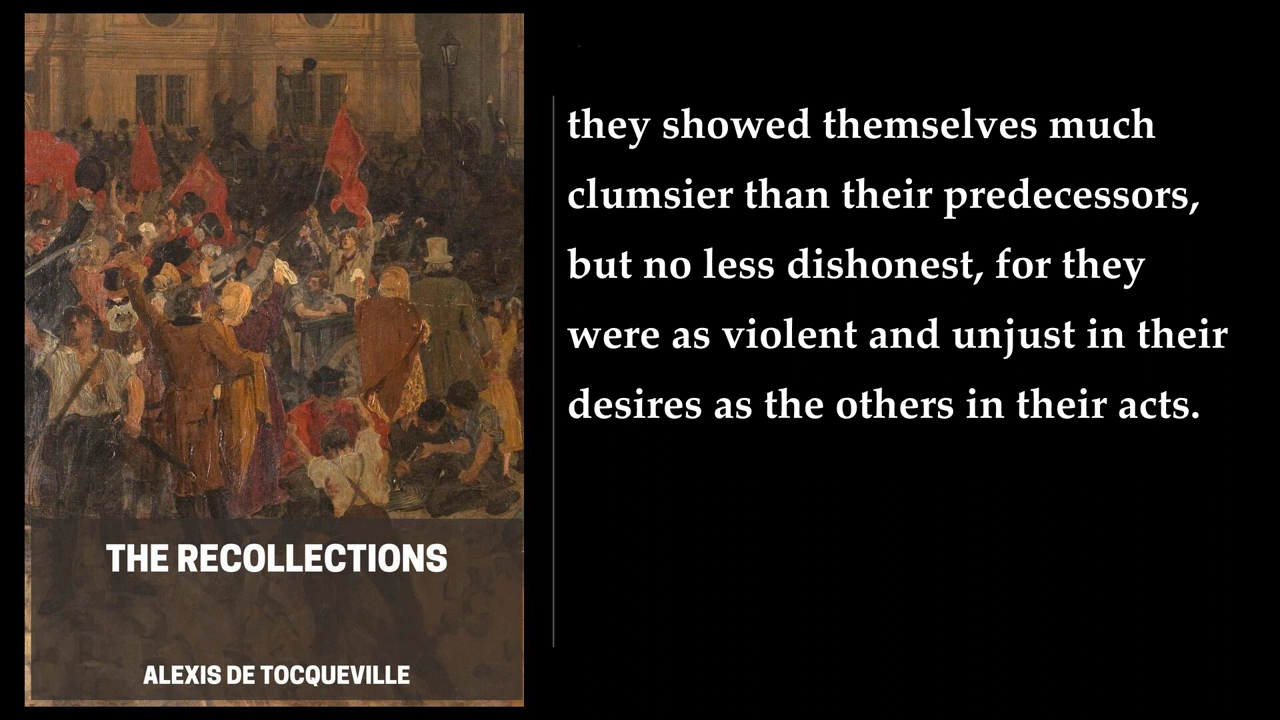 they showed themselves much
clumsier than their predecessors,
but no less dishonest, for they
were as violent and unjust in their
desires as the others in their acts.
THE RECOLLECTIONS
ALEXIS DE TOCQUEVILLE